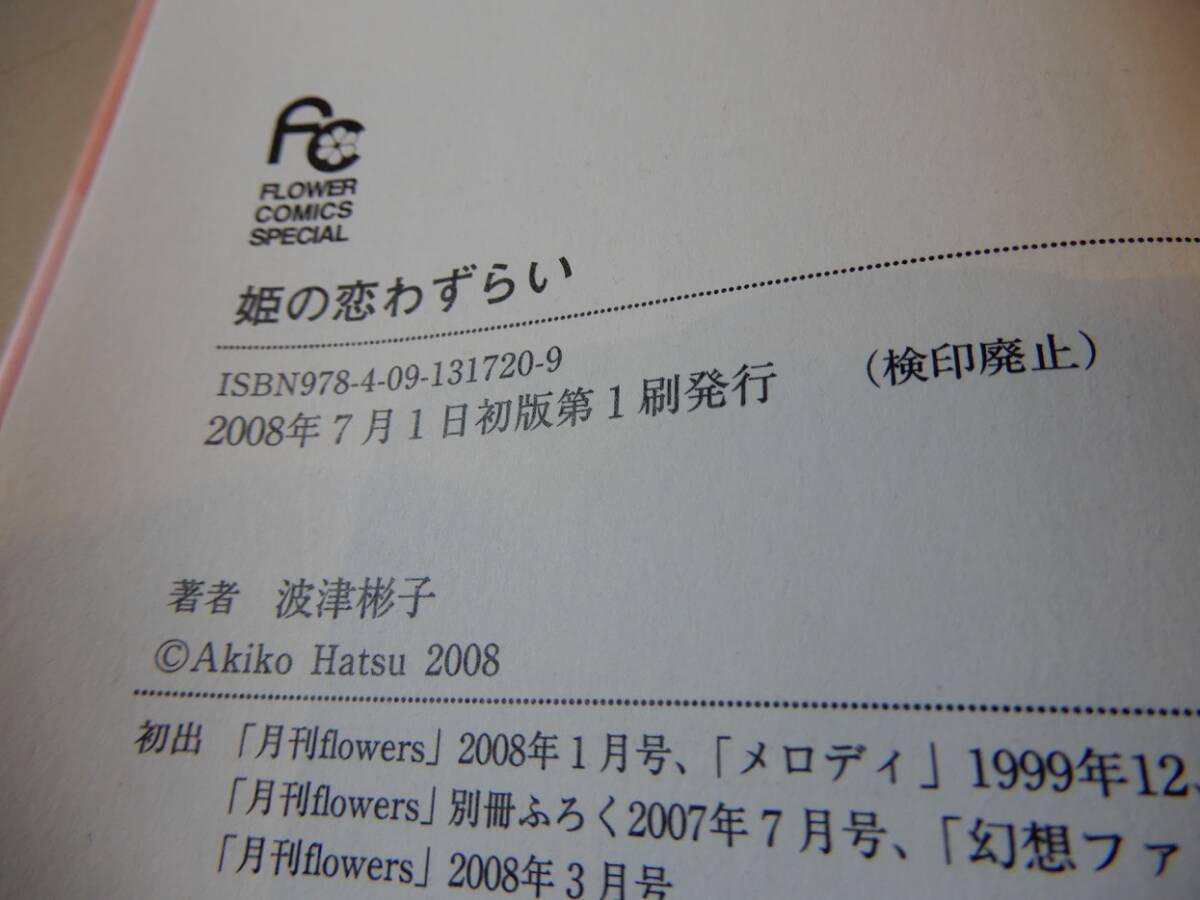 fc
FLOWER
COMICS
SPECIAL
姫の恋わずらい
ISBN978-4-09-131720-9
2008年7月1日初版第1刷発行 (検印廃止)
著者 波津彬子
©Akiko Hatsu 2008
初出 「月刊flowers」2008年1月号、「メロディ」1999年12、
「月刊flowers」別冊ふろく2007年7月号、「幻想ファ
「月刊flowers」2008年3月号